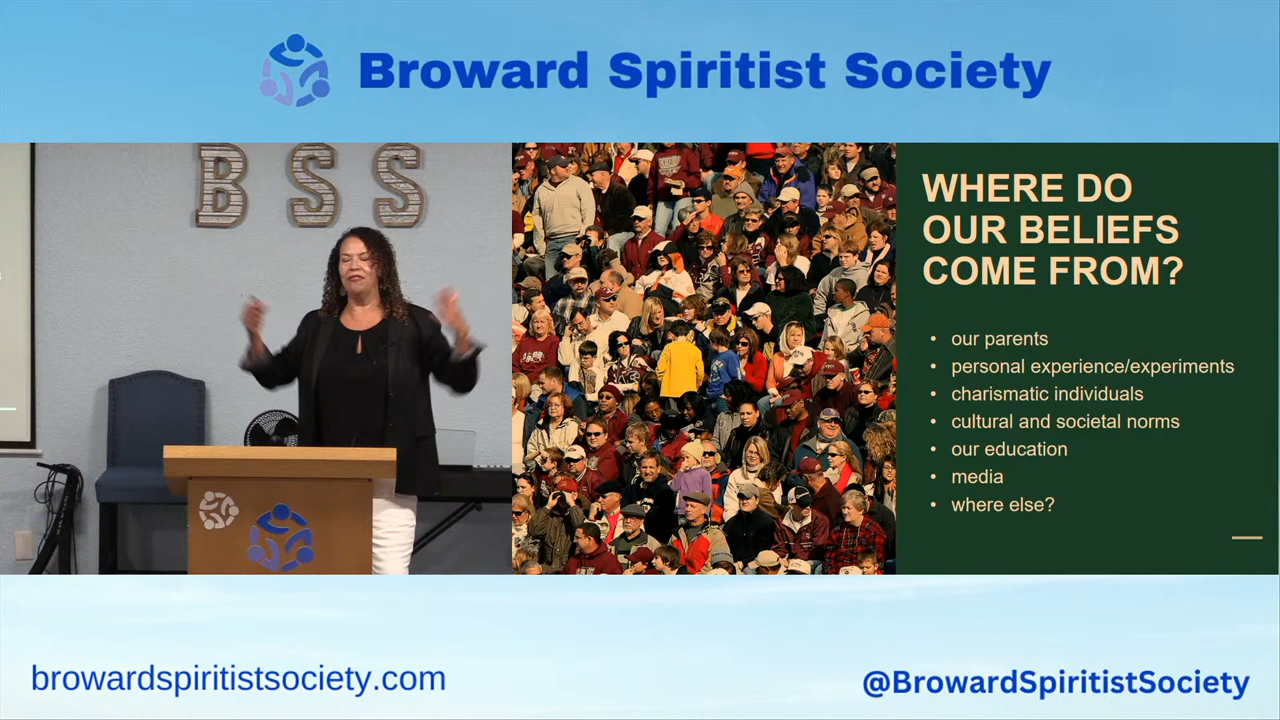 Broward Spiritist Society
B S S
WHERE DO
OUR BELIEFS
COME FROM?
• our parents
• personal experience/experiments
• charismatic individuals
• cultural and societal norms
• our education
• media
• where else?
browardspiritistsociety.com
@BrowardSpiritistSociety